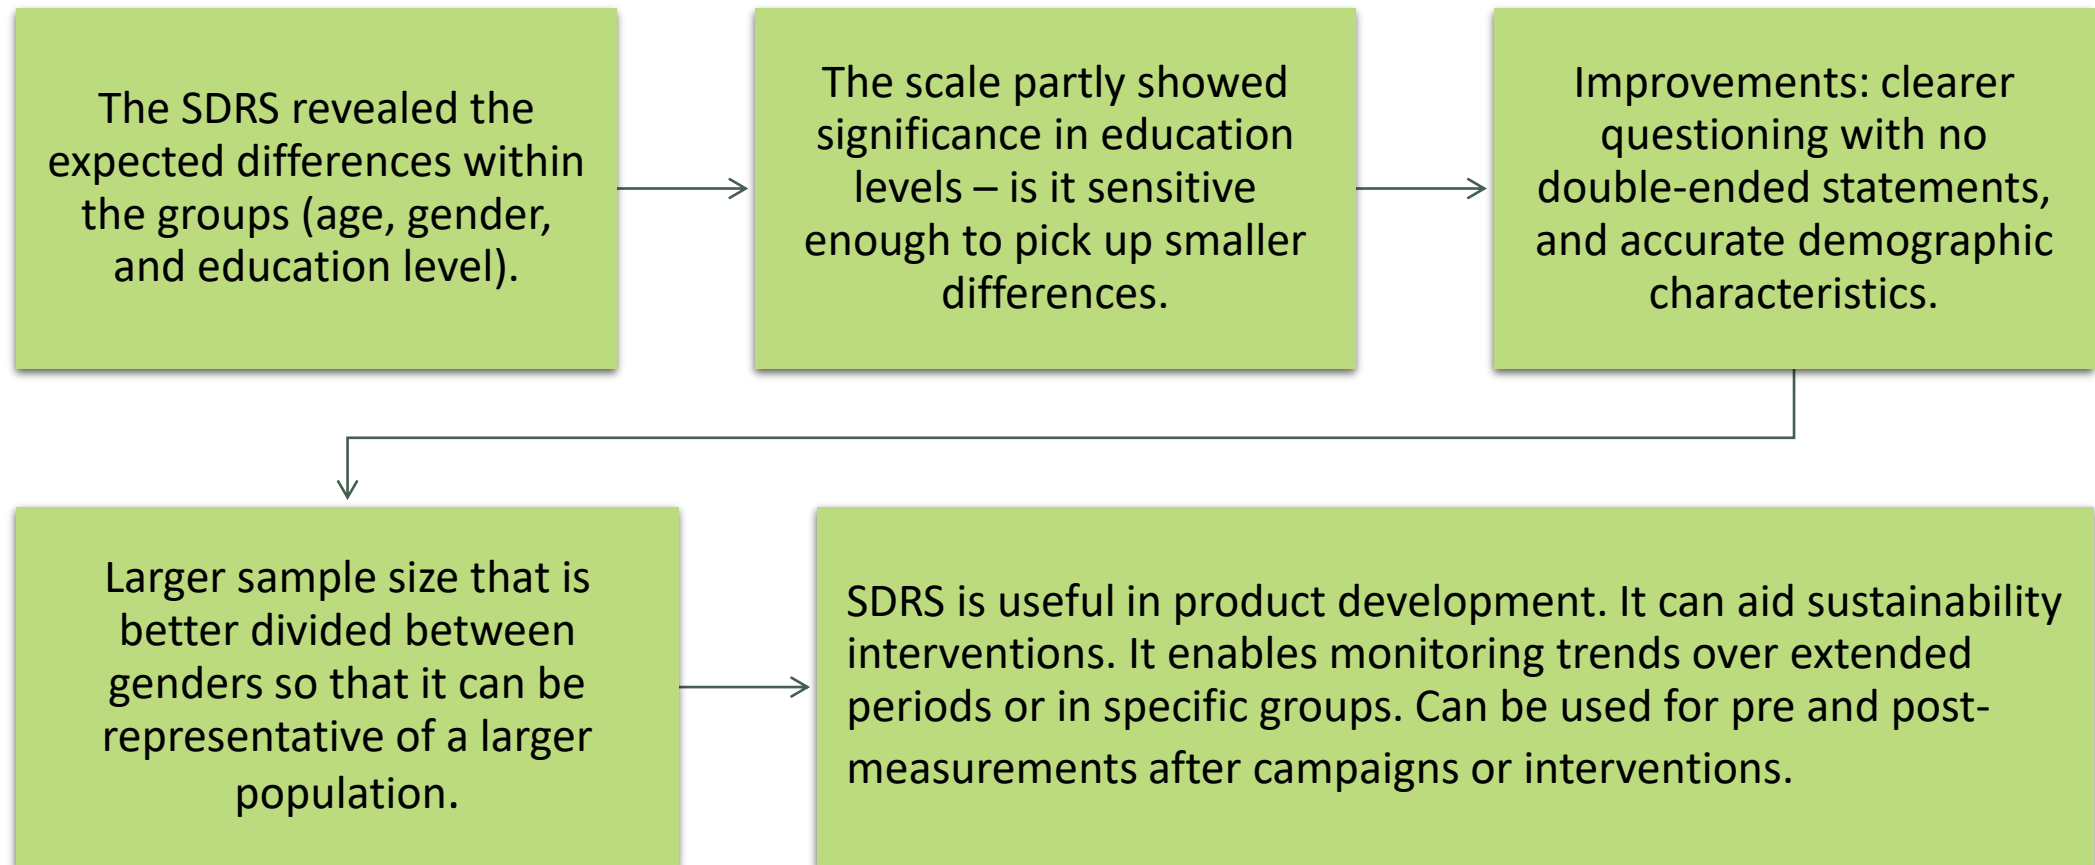 The SDRS revealed the
expected differences within
the groups (age, gender,
and education level).
The scale partly showed
significance in education
levels – is it sensitive
enough to pick up smaller
differences.
Improvements: clearer
questioning with no
double-ended statements,
and accurate demographic
characteristics.
Larger sample size that is
better divided between
genders so that it can be
representative of a larger
population.
SDRS is useful in product development. It can aid sustainability
interventions. It enables monitoring trends over extended
periods or in specific groups. Can be used for pre and post-
measurements after campaigns or interventions.